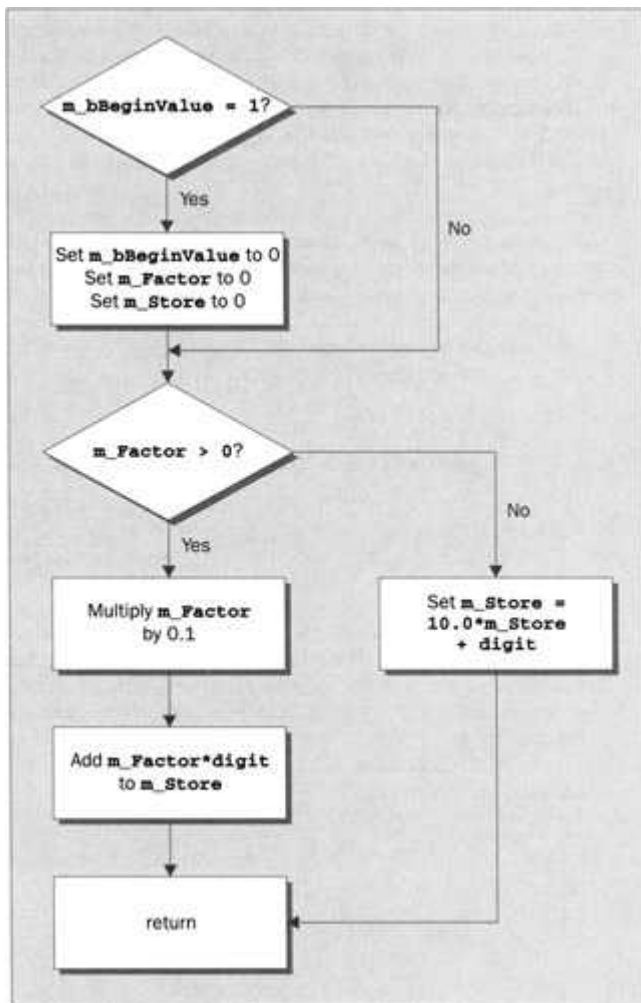 m_bBeginValue = 1?
Yes
No
Set m_bBeginValue to 0
Set m_Factor to 0
Set m_Store to 0
m_Factor > 0?
Yes
No
Multiply m_Factor
by 0.1
Set m_Store =
10.0*m_Store
+ digit
Add m_Factor*digit
to m_Store
return